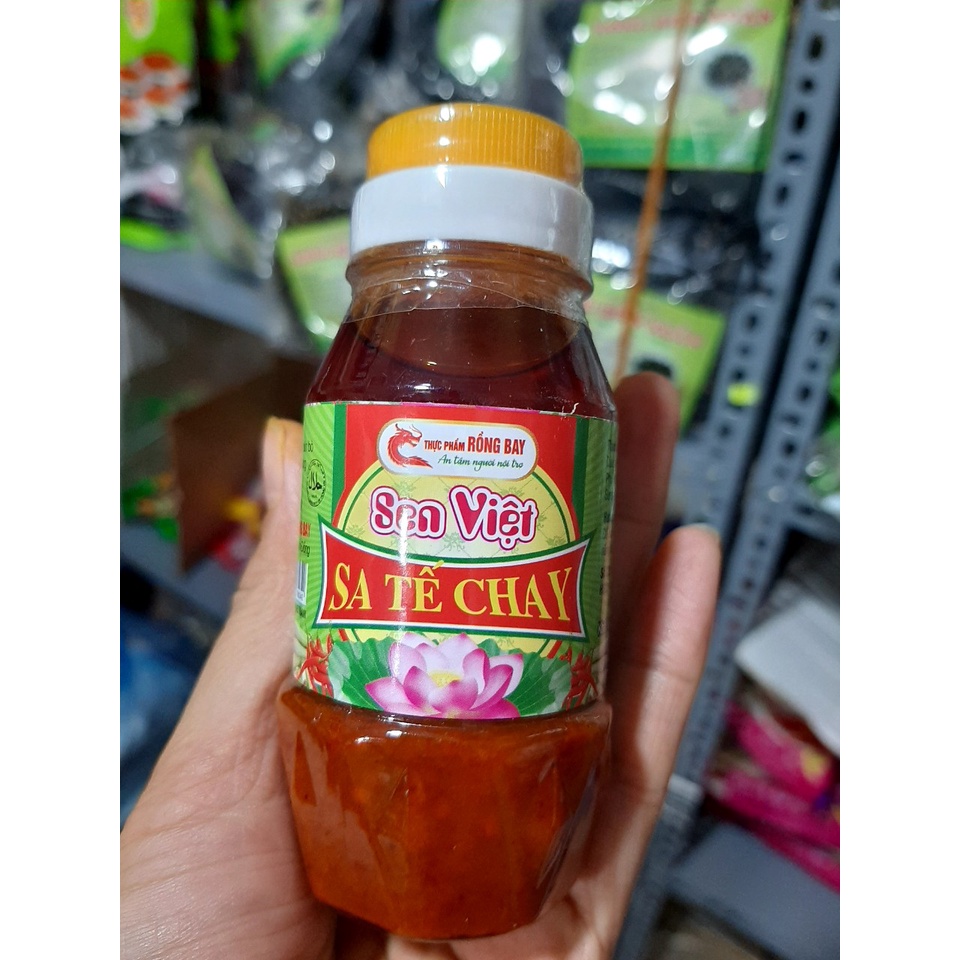 THỰC PHẨM RỒNG BAY
An tâm người nội trợ
Sen Việt
SA TẾ CHAY